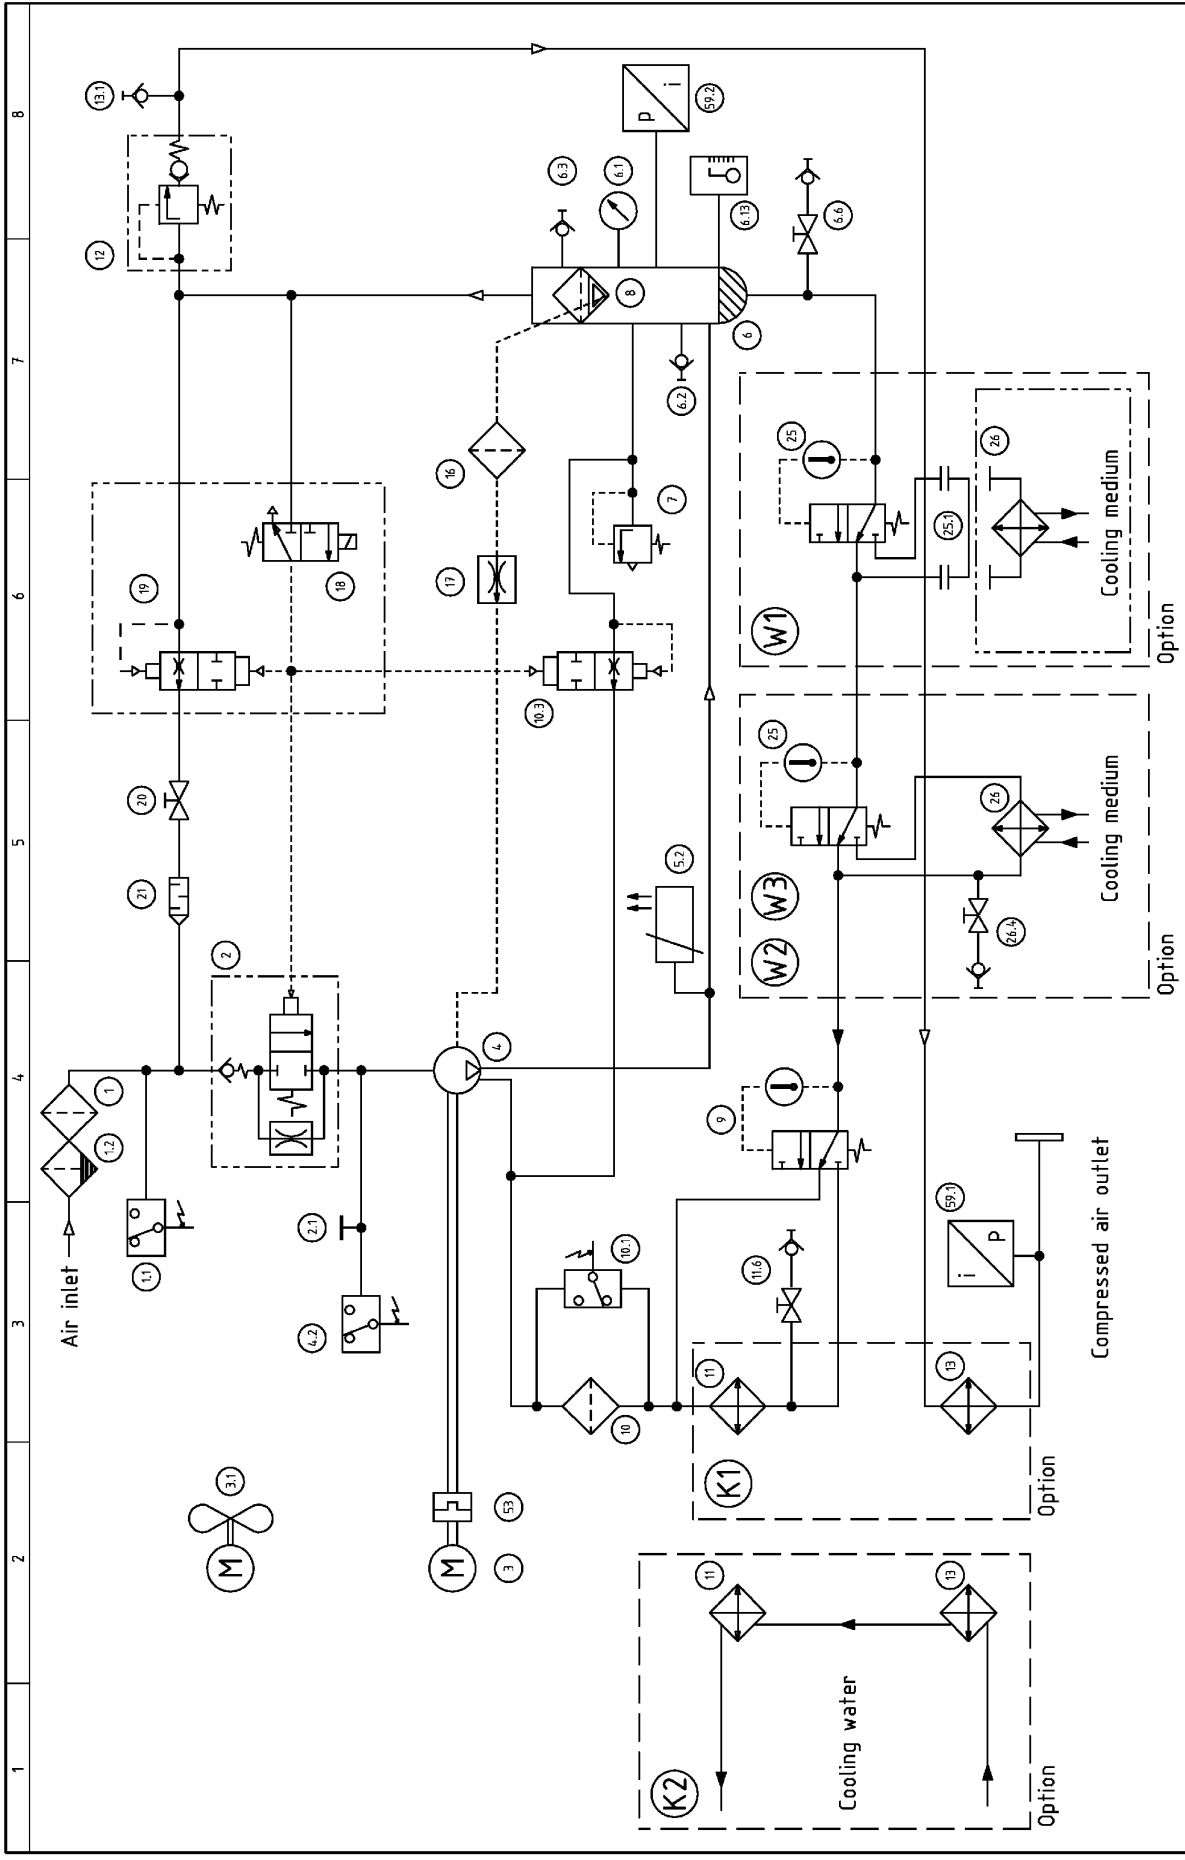 1
2
3
4
5
6
7
8
Air inlet
1
1.2
1.1
2
2.1
4.2
M
3.1
M
3
53
4
21
20
19
18
12
13.1
16
17
10.3
7
5.2
8
6
6.1
6.2
6.3
6.6
6.13
P
i
59.2
10
10.1
9
11.6
K1
11
13
Option
K2
11
13
Cooling water
Option
W2
W3
25
26
26.4
Cooling medium
Option
W1
25
25.1
26
Cooling medium
Option
i
P
59.1
Compressed air outlet